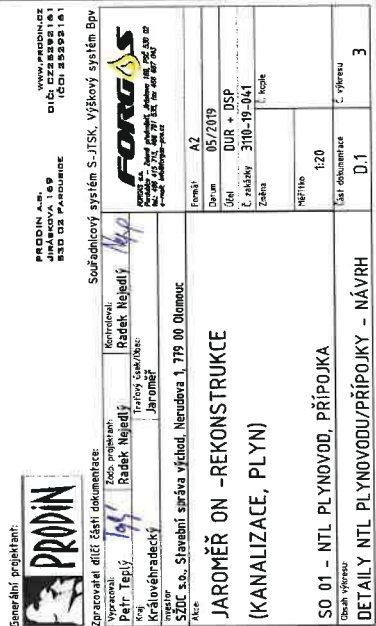 Generální projektant:
PRODIN
PRODIN A.S.
JIRÁSKOVA 169
530 02 PARDUBICE
WWW.PRODIN.CZ
DIČ: CZ25292161
IČO: 25292161
Zpracovatel dílčí části dokumentace:
Souřadnicový systém S-JTSK, Výškový systém Bpv
Vypracoval:
Petr Teplý
Zodp. projektant:
Radek Nejedlý
Kontroloval:
Radek Nejedlý
FORGAS
FORGAS a.s.
Kraj:
Královéhradecký
Traťový úsek/Obec:
Jaroměř
Investor
SŽDC s.o., Stavební správa východ, Nerudova 1, 779 00 Olomouc
Akce:
JAROMĚŘ ON -REKONSTRUKCE
(KANALIZACE, PLYN)
Formát
A2
Datum
05/2019
Účel
DUR + DSP
Č. zakázky
3110-19-041
Změna
Č. kopie
SO 01 - NTL PLYNOVOD, PŘÍPOJKA
Měřítko
1:20
Obsah výkresu
DETAILY NTL PLYNOVODU/PŘÍPOJKY - NÁVRH
Část dokumentace
D.1
Č. výkresu
3